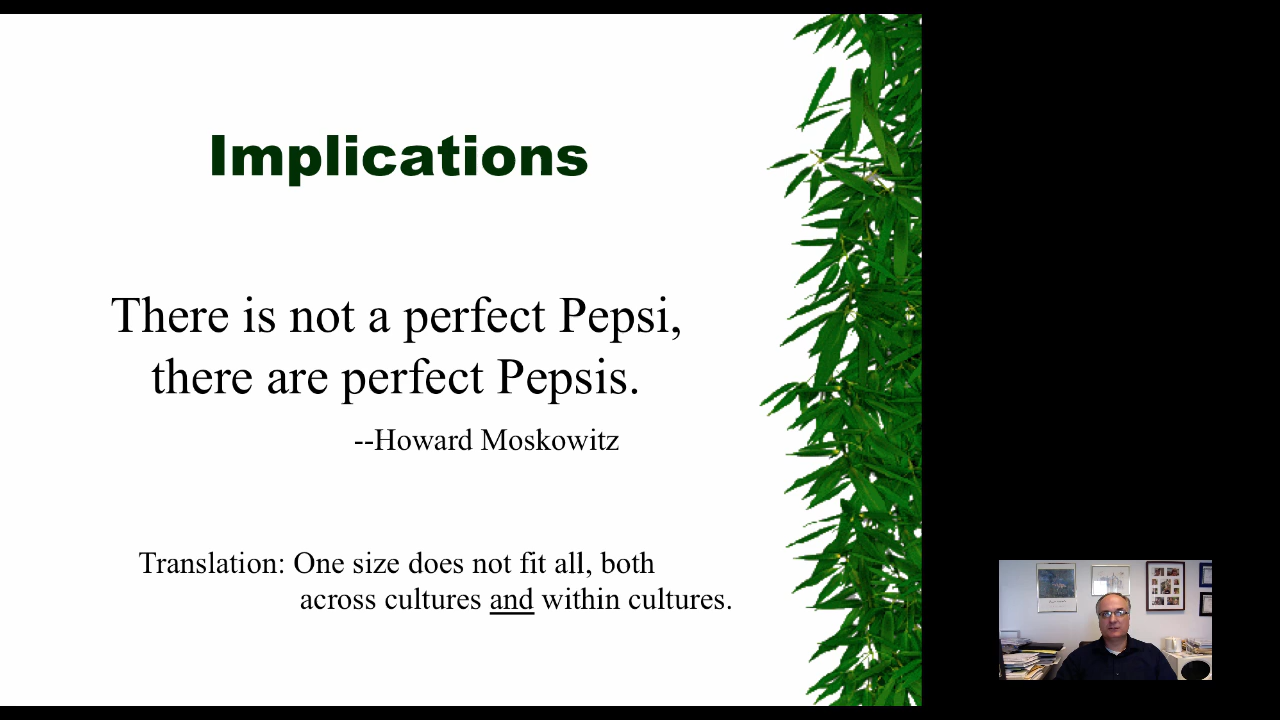 Implications
There is not a perfect Pepsi,
there are perfect Pepsis.
--Howard Moskowitz
Translation: One size does not fit all, both
across cultures and within cultures.